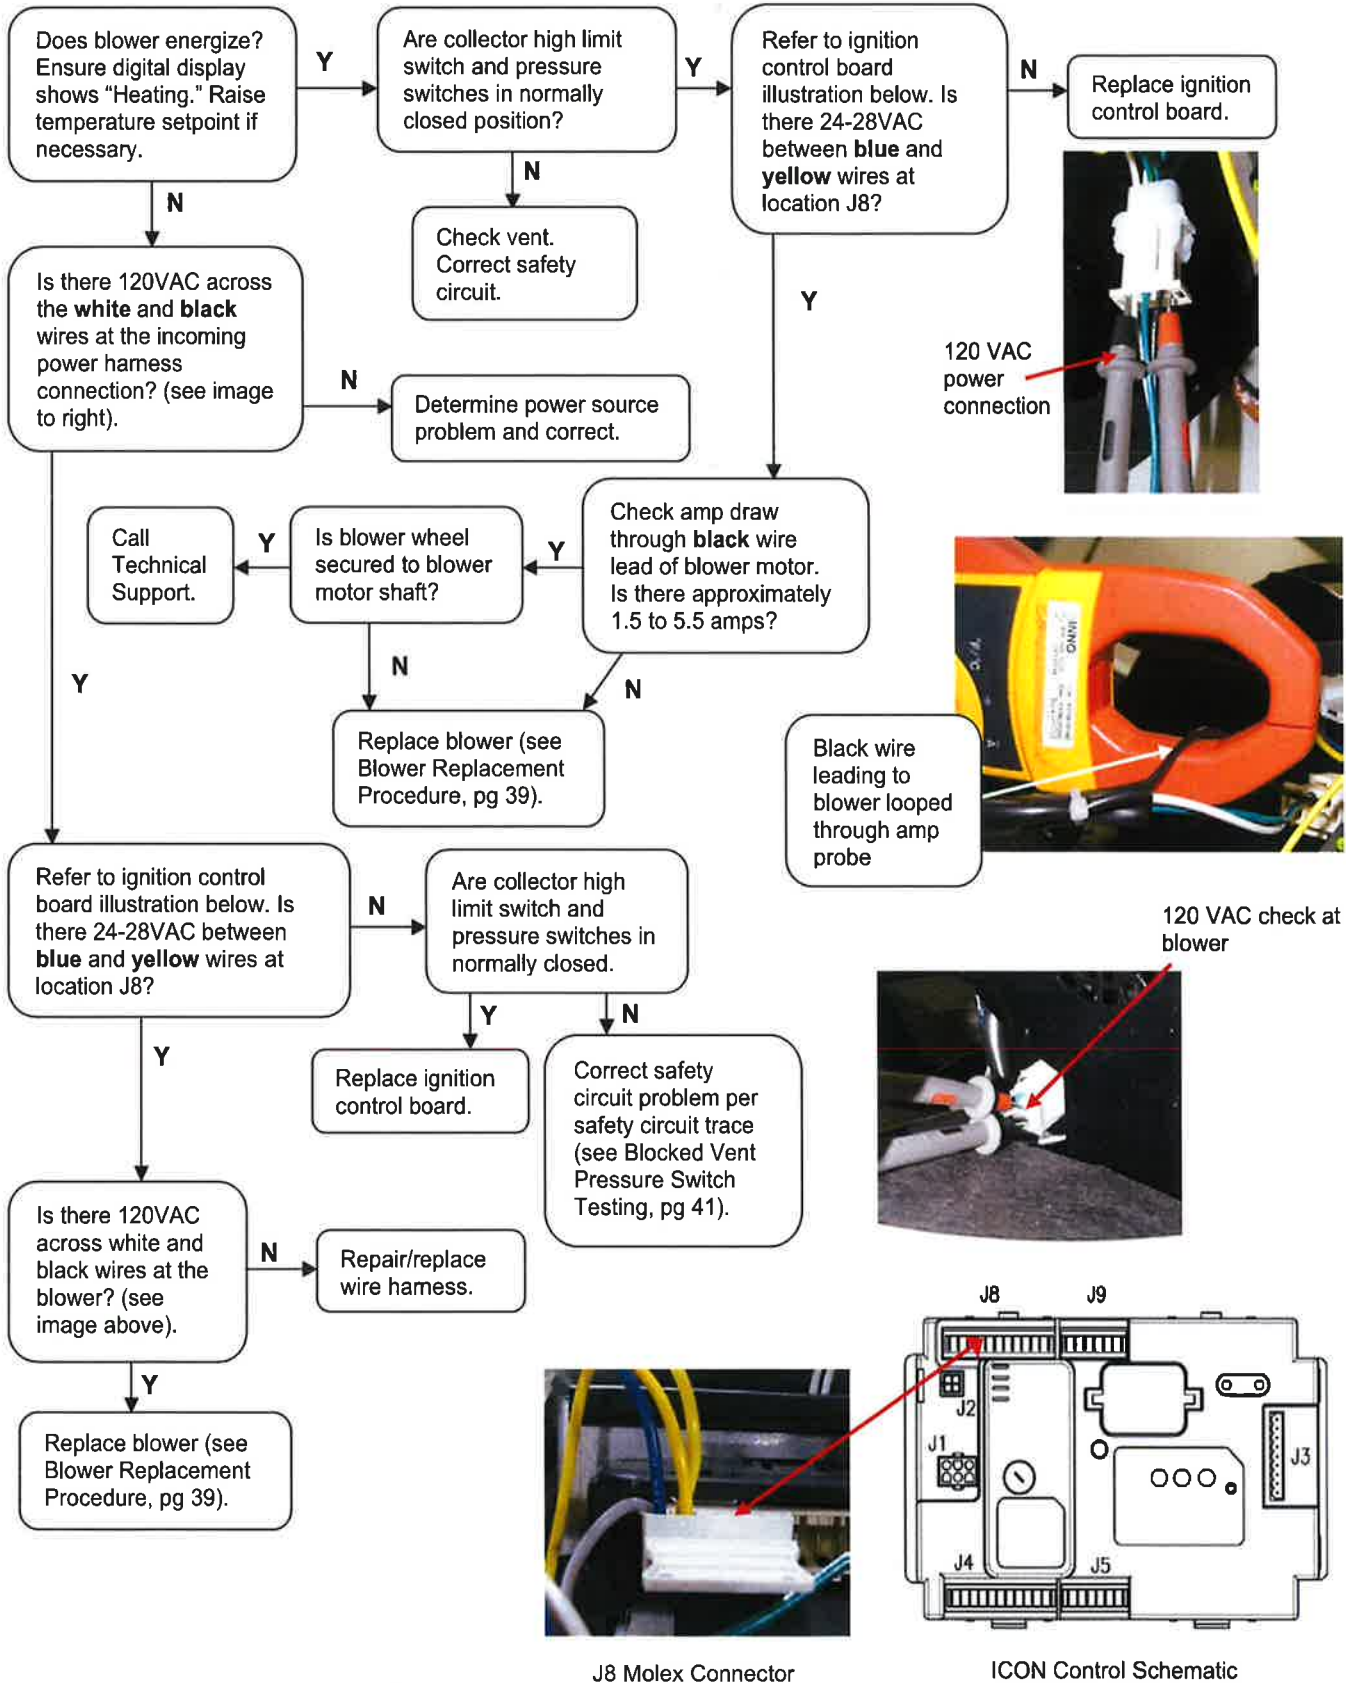 Does blower energize?
Ensure digital display
shows “Heating.” Raise
temperature setpoint if
necessary.
Y
Are collector high limit
switch and pressure
switches in normally
closed position?
Y
Refer to ignition
control board
illustration below. Is
there 24-28VAC
between blue and
yellow wires at
location J8?
N
Replace ignition
control board.
N
N
Check vent.
Correct safety
circuit.
Y
Is there 120VAC across
the white and black
wires at the incoming
power harness
connection? (see image
to right).
N
Determine power source
problem and correct.
120 VAC
power
connection
Call
Technical
Support.
Y
Is blower wheel
secured to blower
motor shaft?
Y
Check amp draw
through black wire
lead of blower motor.
Is there approximately
1.5 to 5.5 amps?
N
N
Y
Replace blower (see
Blower Replacement
Procedure, pg 39).
Black wire
leading to
blower looped
through amp
probe
Refer to ignition control
board illustration below. Is
there 24-28VAC between
blue and yellow wires at
location J8?
N
Are collector high
limit switch and
pressure switches in
normally closed.
120 VAC check at
blower
Y
Y
N
Replace ignition
control board.
Correct safety
circuit problem per
safety circuit trace
(see Blocked Vent
Pressure Switch
Testing, pg 41).
Is there 120VAC
across white and
black wires at the
blower? (see
image above).
N
Repair/replace
wire harness.
Y
Replace blower (see
Blower Replacement
Procedure, pg 39).
J8
J9
J2
J1
J3
J4
J5
J8 Molex Connector
ICON Control Schematic